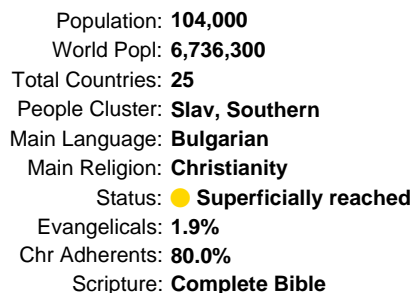 Population: 104,000
World Popl: 6,736,300
Total Countries: 25
People Cluster: Slav, Southern
Main Language: Bulgarian
Main Religion: Christianity
Status: Superficially reached
Evangelicals: 1.9%
Chr Adherents: 80.0%
Scripture: Complete Bible